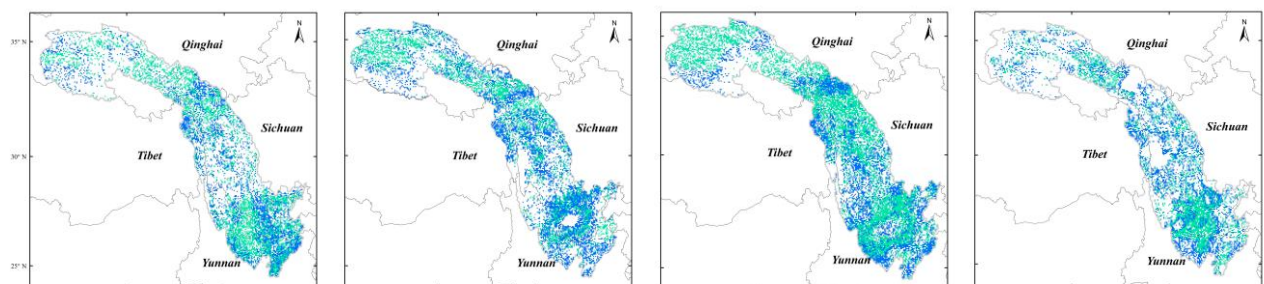 N
35° N
Qinghai
Sichuan
30° N
Tibet
Yunnan
25° N
N
Qinghai
Sichuan
Tibet
Yunnan
N
Qinghai
Sichuan
Tibet
Yunnan
N
Qinghai
Sichuan
Tibet
Yunnan